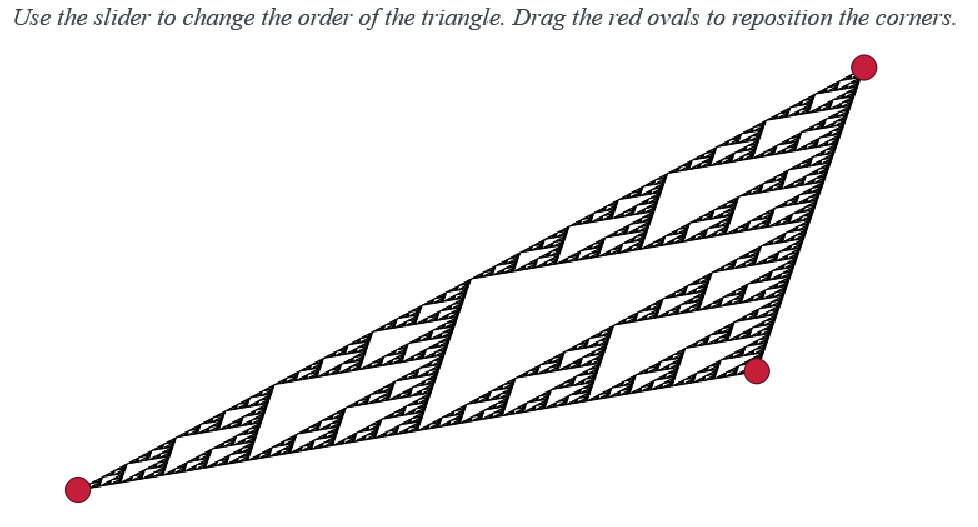 Use the slider to change the order of the triangle. Drag the red ovals to reposition the corners.